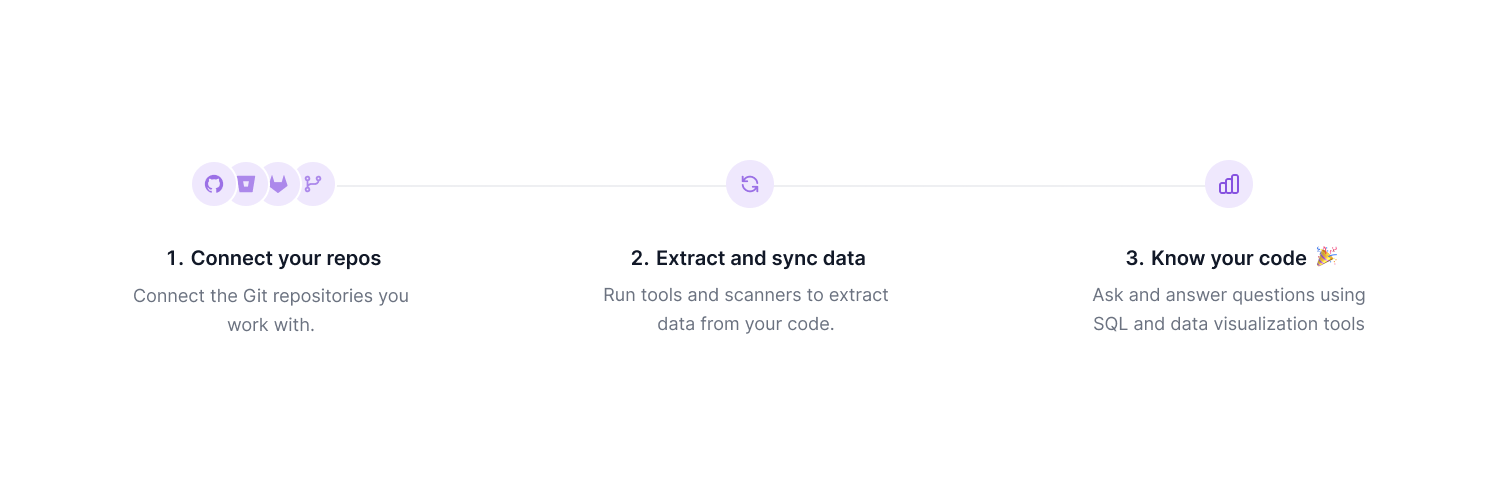 1. Connect your repos
Connect the Git repositories you
work with.
2. Extract and sync data
Run tools and scanners to extract
data from your code.
3. Know your code 🎉
Ask and answer questions using
SQL and data visualization tools